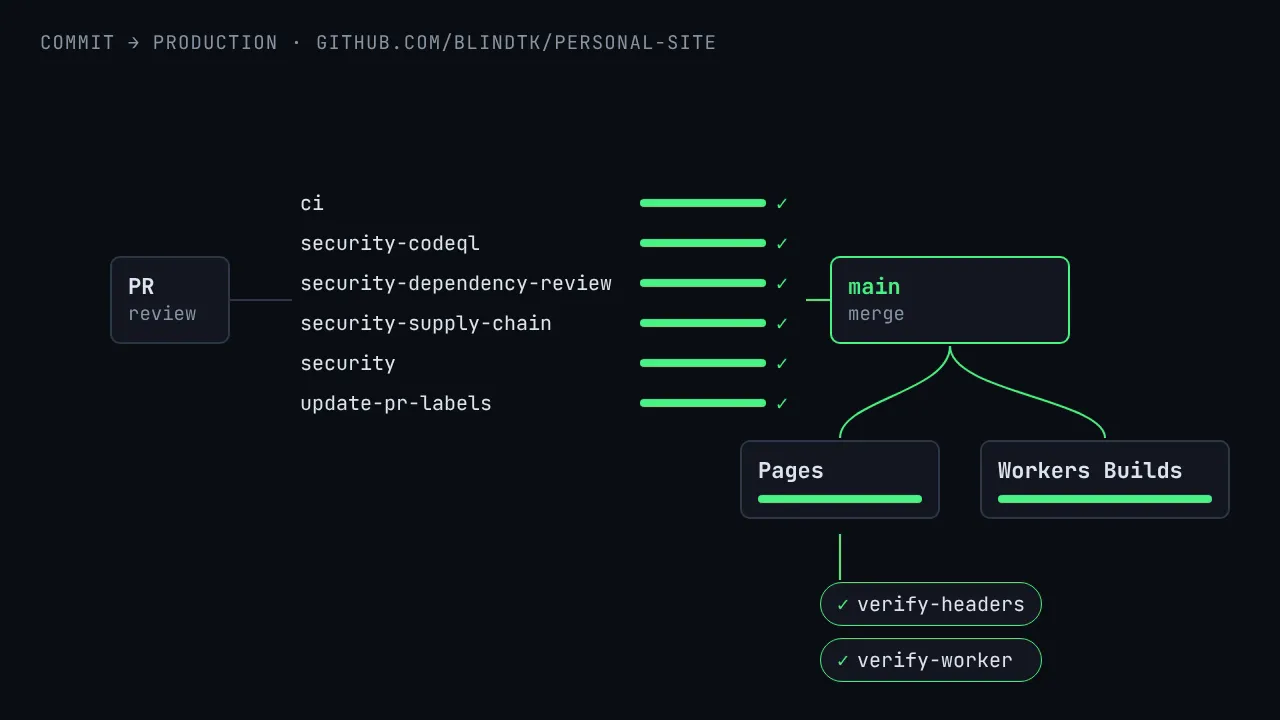 COMMIT → PRODUCTION · GITHUB.COM/BLINDTK/PERSONAL-SITE
PR
review
ci ✓
security-codeql ✓
security-dependency-review ✓
security-supply-chain ✓
security ✓
update-pr-labels ✓
main
merge
Pages
Workers Builds
✓ verify-headers
✓ verify-worker